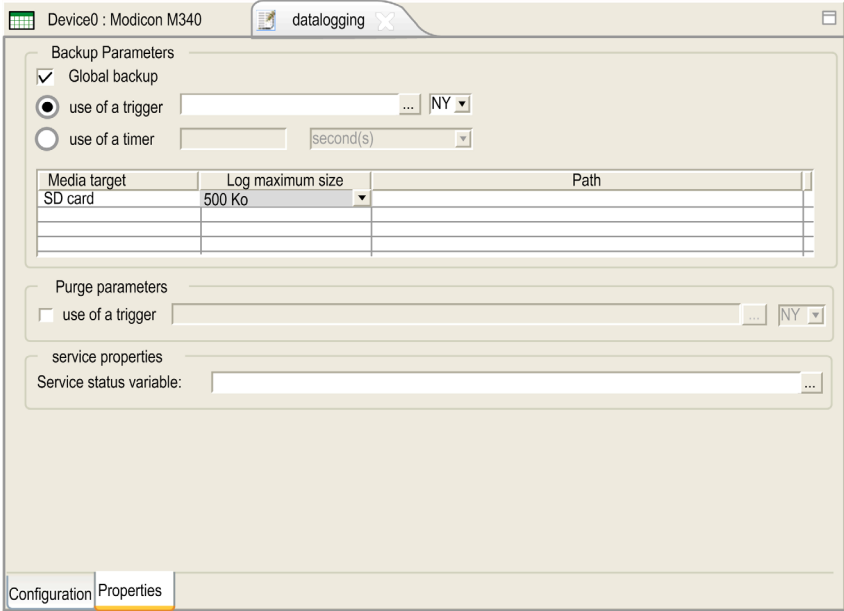 Device0 : Modicon M340
datalogging
Backup Parameters
Global backup
use of a trigger ... NY
use of a timer second(s)
Media target Log maximum size Path
SD card 500 Ko
Purge parameters
use of a trigger ... NY
service properties
Service status variable: ...
Configuration Properties